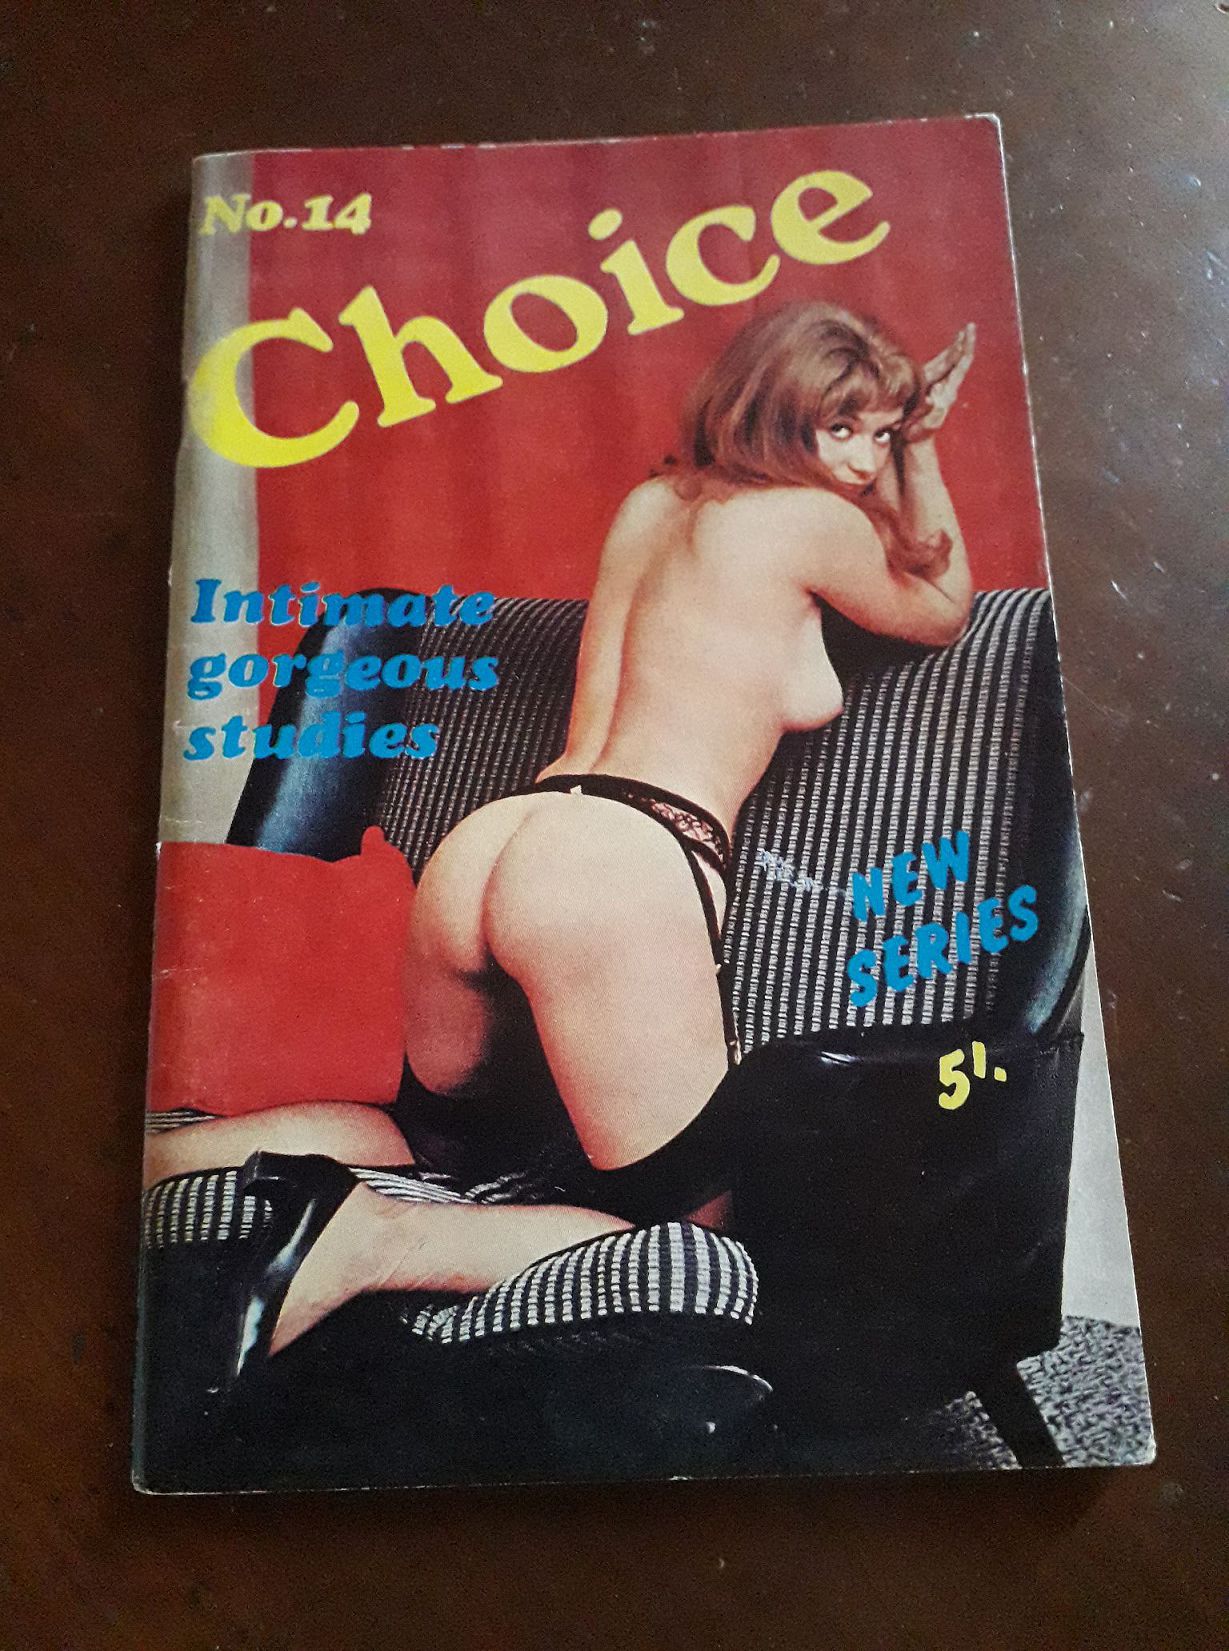 No.14
Choice
Intimate
gorgeous
studies
NEW
SERIES
5/.